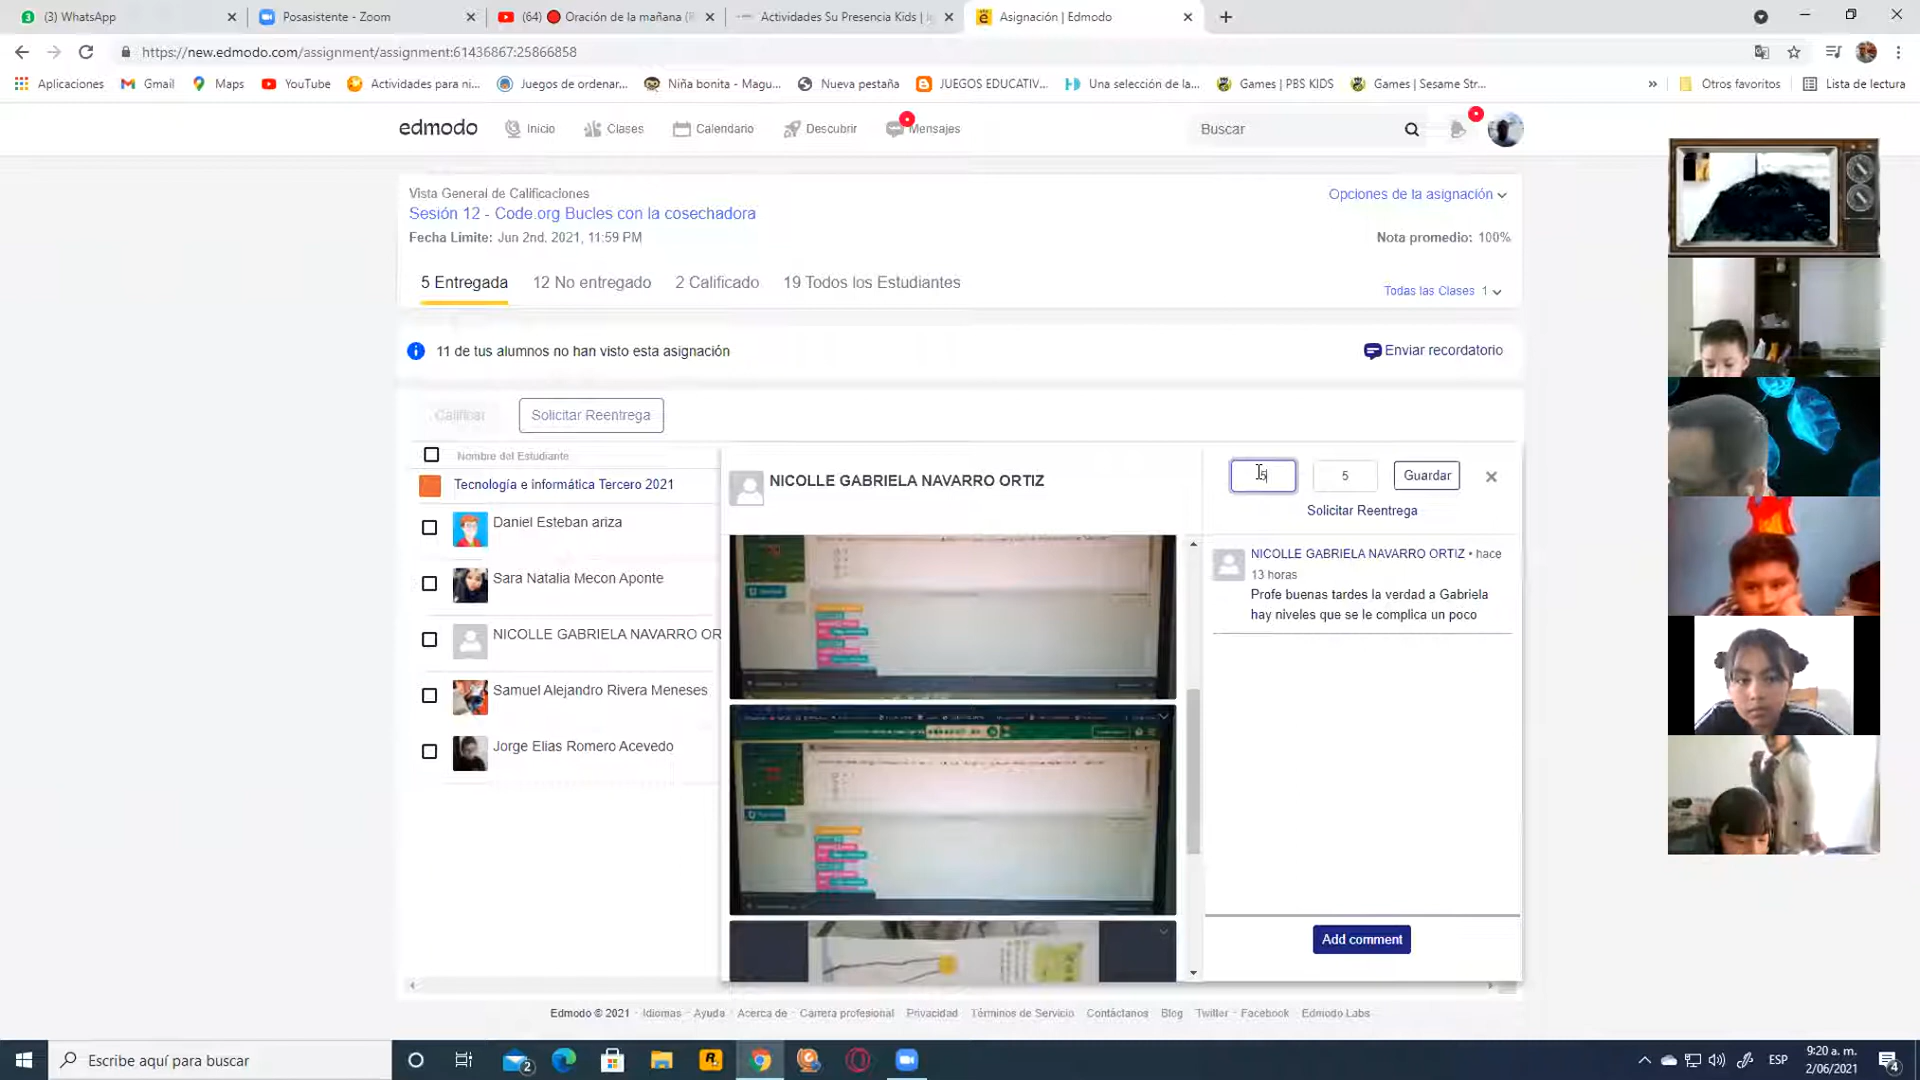 (3) WhatsApp
Posasistente - Zoom
(64) Oración de la mañana (
Actividades Su Presencia Kids |
Asignación | Edmodo
https://new.edmodo.com/assignment/assignment:61436867:25866858
Aplicaciones
Gmail
Maps
YouTube
Actividades para ni...
Juegos de ordenar...
Niña bonita - Magu...
Nueva pestaña
JUEGOS EDUCATIV...
Una selección de la...
Games | PBS KIDS
Games | Sesame Str...
»
Otros favoritos
Lista de lectura
edmodo
Inicio
Clases
Calendario
Descubrir
Mensajes
Buscar
Vista General de Calificaciones
Opciones de la asignación
Sesión 12 - Code.org Bucles con la cosechadora
Fecha Limite: Jun 2nd. 2021, 11:59 PM
Nota promedio: 100%
5 Entregada
12 No entregado
2 Calificado
19 Todos los Estudiantes
Todas las Clases 1
11 de tus alumnos no han visto esta asignación
Enviar recordatorio
Calificar
Solicitar Reentrega
Nombre del Estudiante
Tecnología e informática Tercero 2021
Daniel Esteban ariza
Sara Natalia Mecon Aponte
NICOLLE GABRIELA NAVARRO OR
Samuel Alejandro Rivera Meneses
Jorge Elias Romero Acevedo
NICOLLE GABRIELA NAVARRO ORTIZ
5
5
Guardar
Solicitar Reentrega
NICOLLE GABRIELA NAVARRO ORTIZ • hace
13 horas
Profe buenas tardes la verdad a Gabriela
hay niveles que se le complica un poco
Add comment
Edmodo © 2021 · Idiomas · Ayuda · Acerca de · Carrera profesional · Privacidad · Términos de Servicio · Contáctanos · Blog · Twitter · Facebook · Edmodo Labs
Escribe aquí para buscar
2
ESP
9:20 a. m.
2/06/2021
4